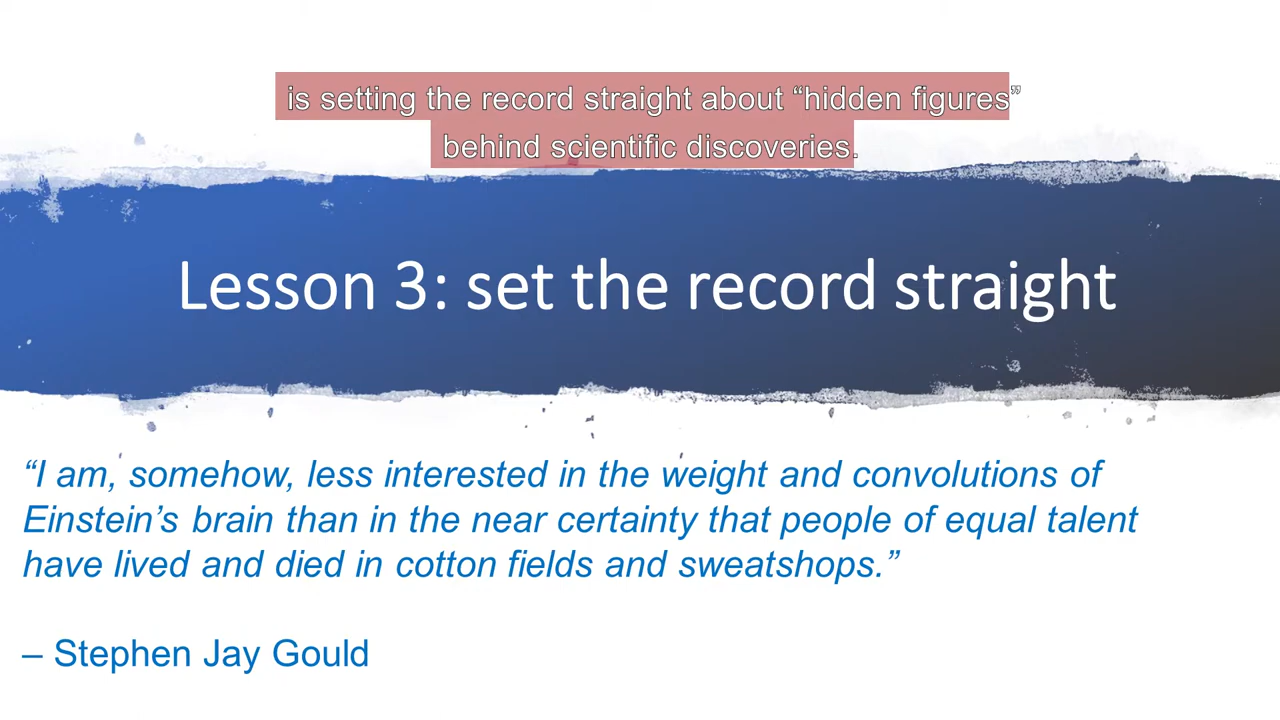 is setting the record straight about “hidden figures”
behind scientific discoveries.
Lesson 3: set the record straight
“I am, somehow, less interested in the weight and convolutions of
Einstein’s brain than in the near certainty that people of equal talent
have lived and died in cotton fields and sweatshops.”
– Stephen Jay Gould